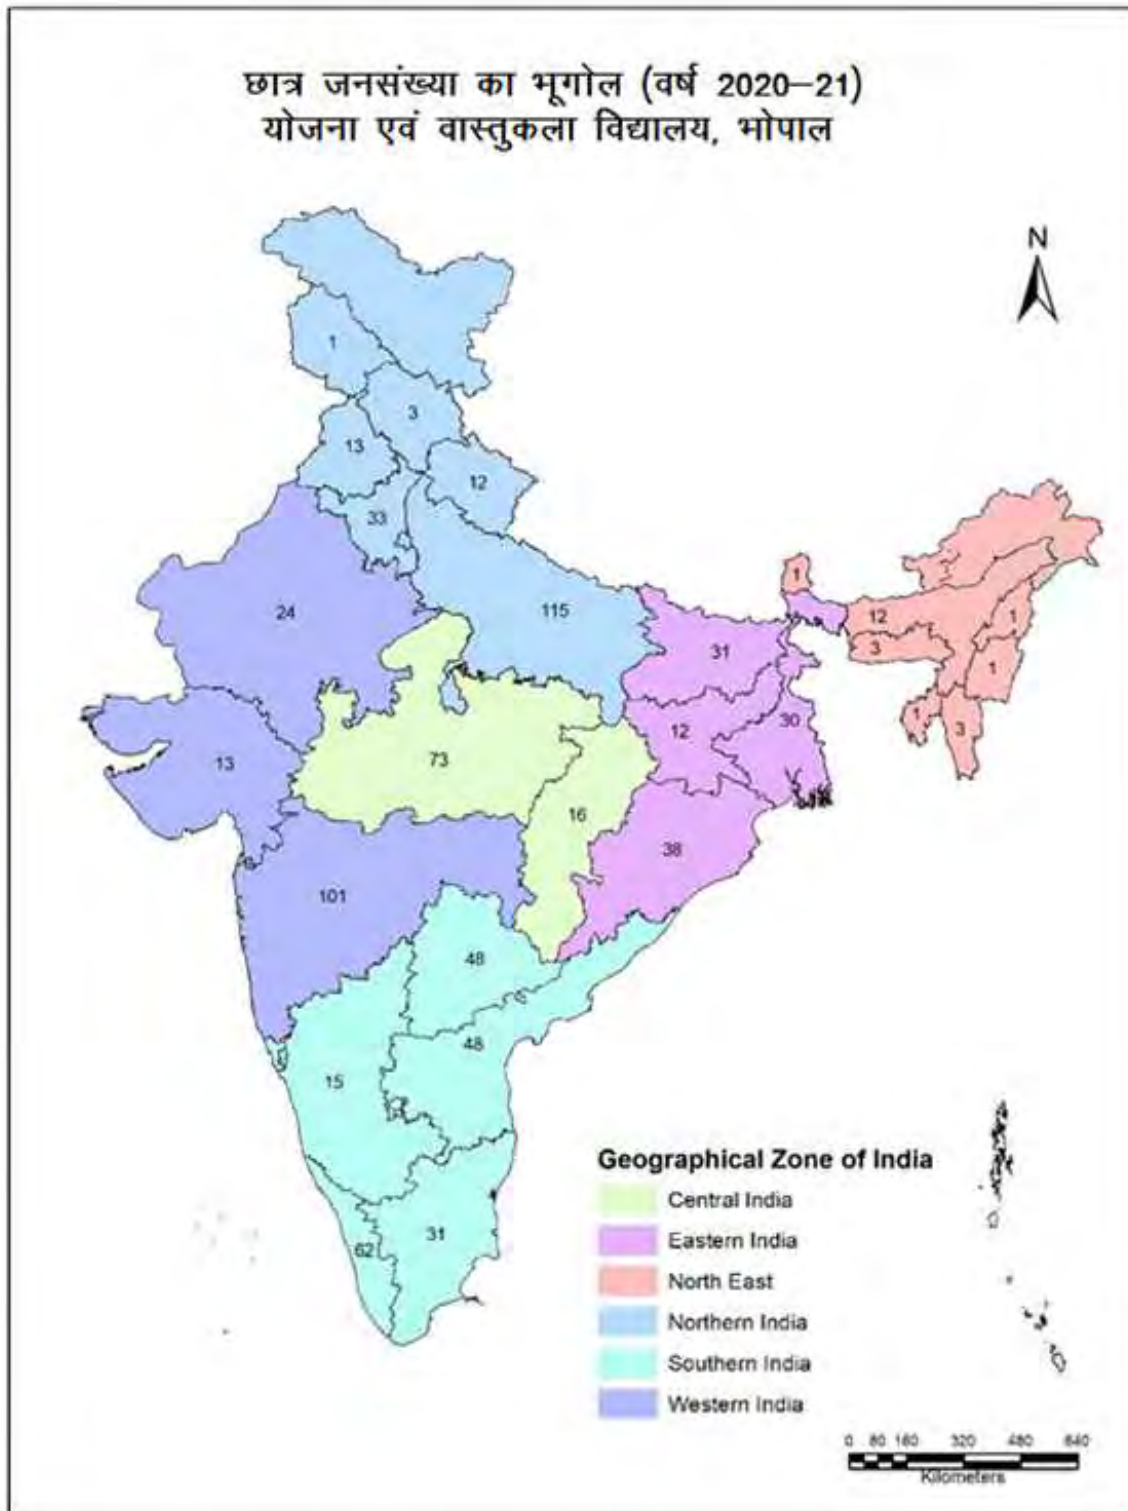 छात्र जनसंख्या का भूगोल (वर्ष 2020–21)
योजना एवं वास्तुकला विद्यालय, भोपाल
N
1
3
13
12
33
24
115
1
12
1
3
31
1
1
3
12
30
13
73
16
38
101
48
48
15
31
62
Geographical Zone of India
Central India
Eastern India
North East
Northern India
Southern India
Western India
0 80 160 320 480 640
Kilometers